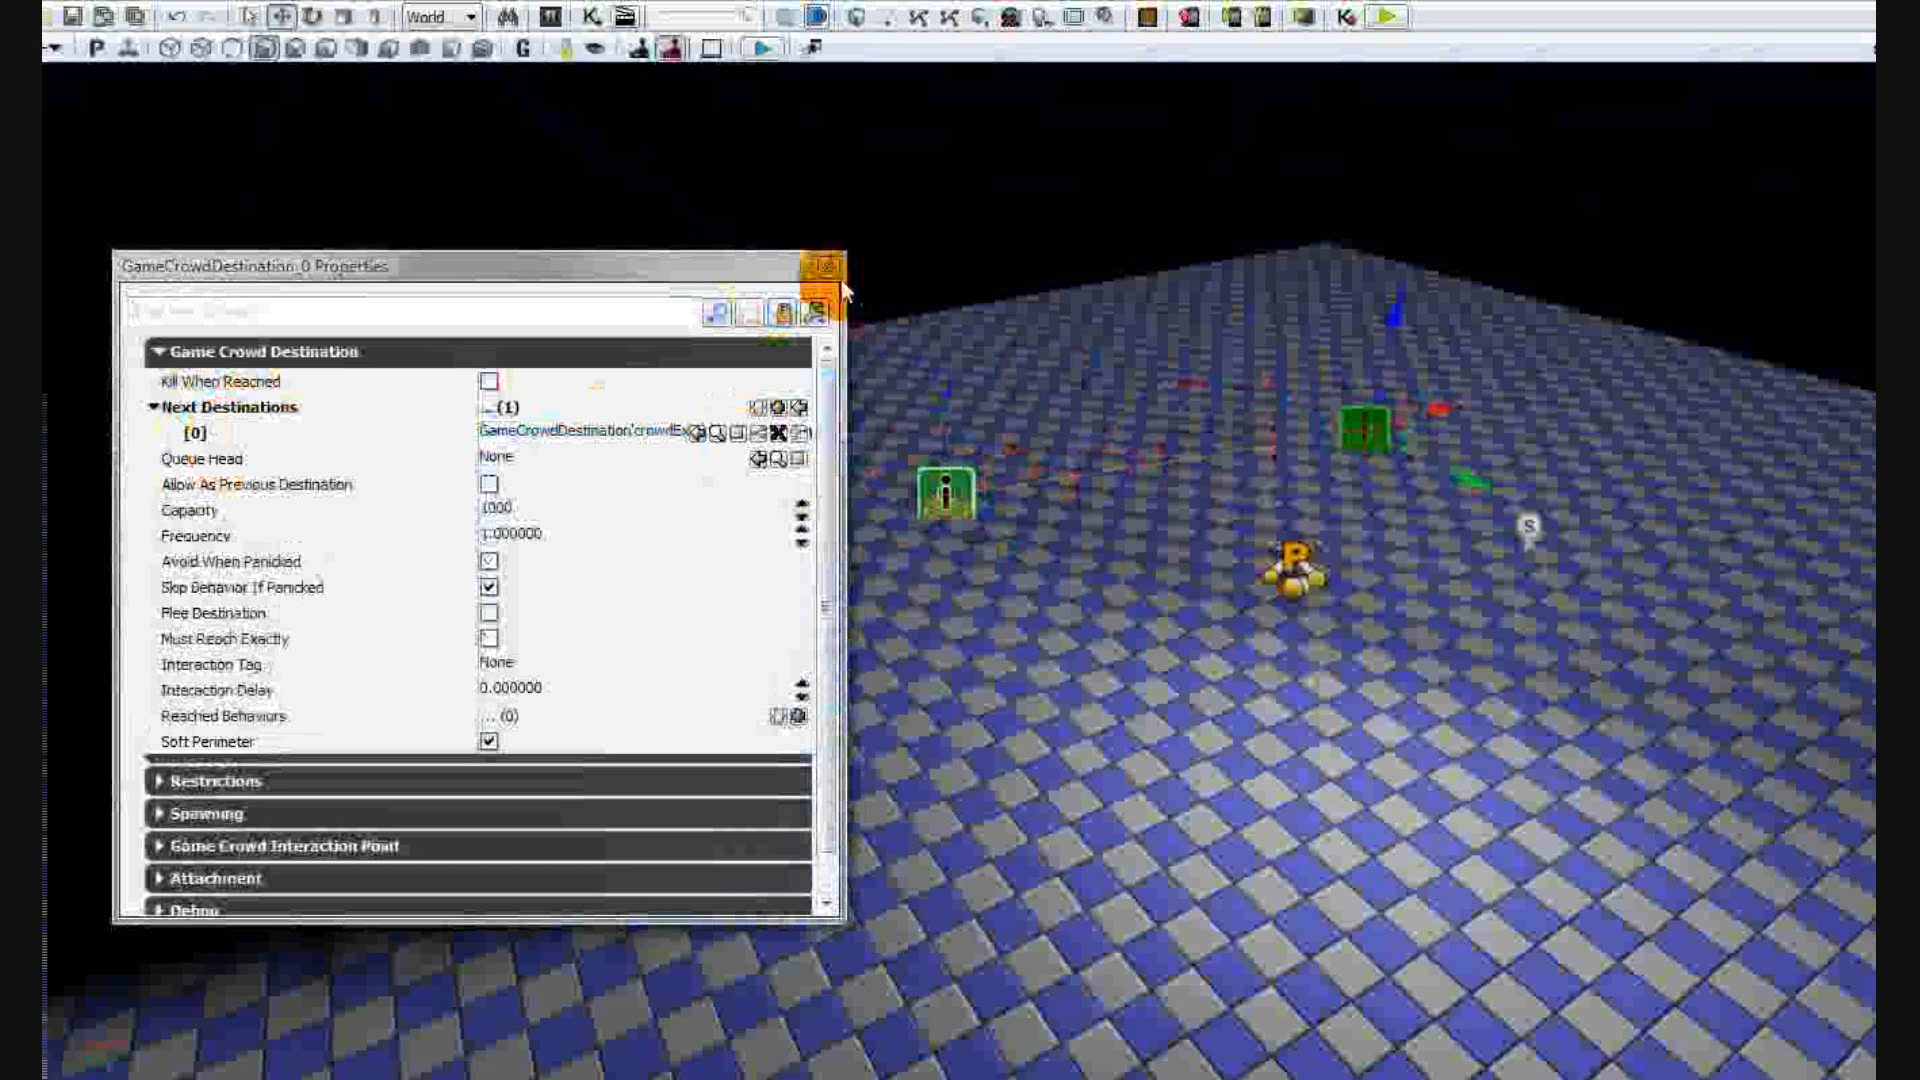 World
P
G
GameCrowdDestination_0 Properties
Game Crowd Destination
Kill When Reached
Next Destinations ... (1)
[0] GameCrowdDestination'crowdEx
Queue Head None
Allow As Previous Destination
Capacity 1000
Frequency 1.000000
Avoid When Panicked
Skip Behavior If Panicked
Flee Destination
Must Reach Exactly
Interaction Tag None
Interaction Delay 0.000000
Reached Behaviors ... (0)
Soft Perimeter
Restrictions
Spawning
Game Crowd Interaction Point
Attachment
Debug
S
P